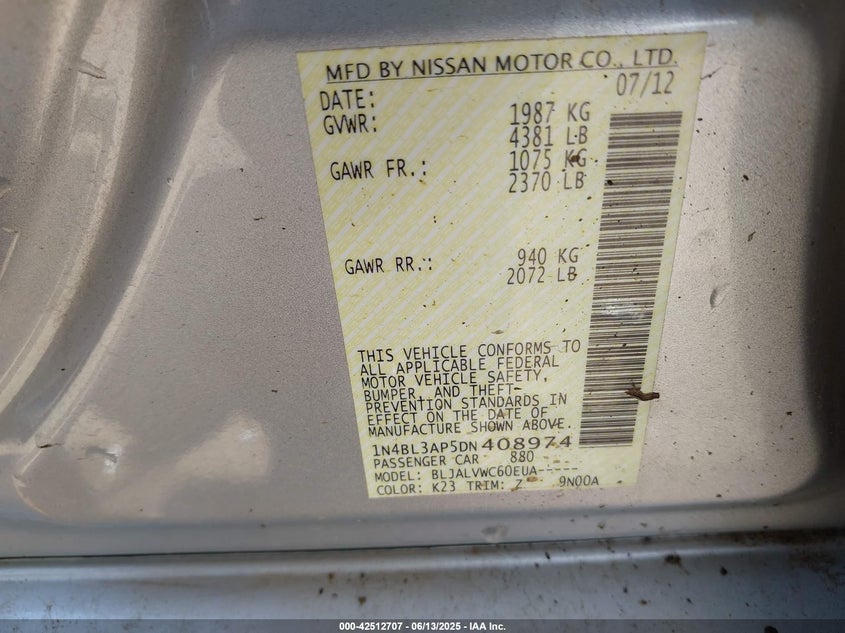 MFD BY NISSAN MOTOR CO., LTD.
DATE: 07/12
GVWR: 1987 KG
4381 LB
GAWR FR.: 1075 KG
2370 LB
GAWR RR.: 940 KG
2072 LB
THIS VEHICLE CONFORMS TO
ALL APPLICABLE FEDERAL
MOTOR VEHICLE SAFETY,
BUMPER, AND THEFT
PREVENTION STANDARDS IN
EFFECT ON THE DATE OF
MANUFACTURE SHOWN ABOVE.
1N4BL3AP5DN408974
PASSENGER CAR 880
MODEL: BLJALVWC60EUA-----
COLOR: K23 TRIM: Z 9N00A
000-42512707 - 06/13/2025 - IAA Inc.